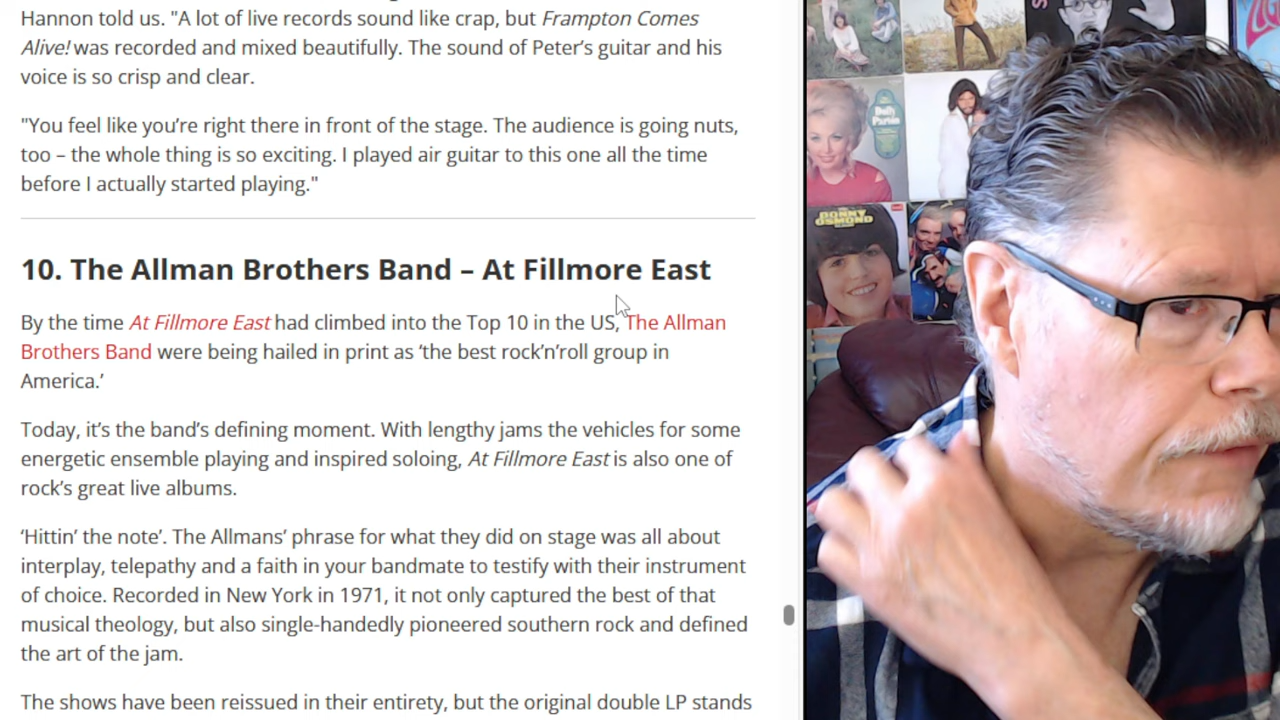 Hannon told us. "A lot of live records sound like crap, but Frampton Comes
Alive! was recorded and mixed beautifully. The sound of Peter’s guitar and his
voice is so crisp and clear.
"You feel like you’re right there in front of the stage. The audience is going nuts,
too – the whole thing is so exciting. I played air guitar to this one all the time
before I actually started playing."
10. The Allman Brothers Band – At Fillmore East
By the time At Fillmore East had climbed into the Top 10 in the US, The Allman
Brothers Band were being hailed in print as ‘the best rock’n’roll group in
America.’
Today, it’s the band’s defining moment. With lengthy jams the vehicles for some
energetic ensemble playing and inspired soloing, At Fillmore East is also one of
rock’s great live albums.
‘Hittin’ the note’. The Allmans’ phrase for what they did on stage was all about
interplay, telepathy and a faith in your bandmate to testify with their instrument
of choice. Recorded in New York in 1971, it not only captured the best of that
musical theology, but also single-handedly pioneered southern rock and defined
the art of the jam.
The shows have been reissued in their entirety, but the original double LP stands
Dolly
Parton
DONNY
OSMOND